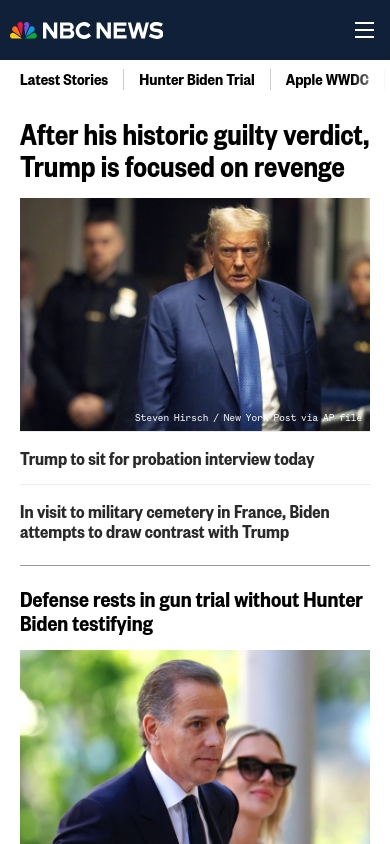 NBC NEWS
Latest Stories
Hunter Biden Trial
Apple WWDC
After his historic guilty verdict,
Trump is focused on revenge
Steven Hirsch / New York Post via AP file
Trump to sit for probation interview today
In visit to military cemetery in France, Biden
attempts to draw contrast with Trump
Defense rests in gun trial without Hunter
Biden testifying